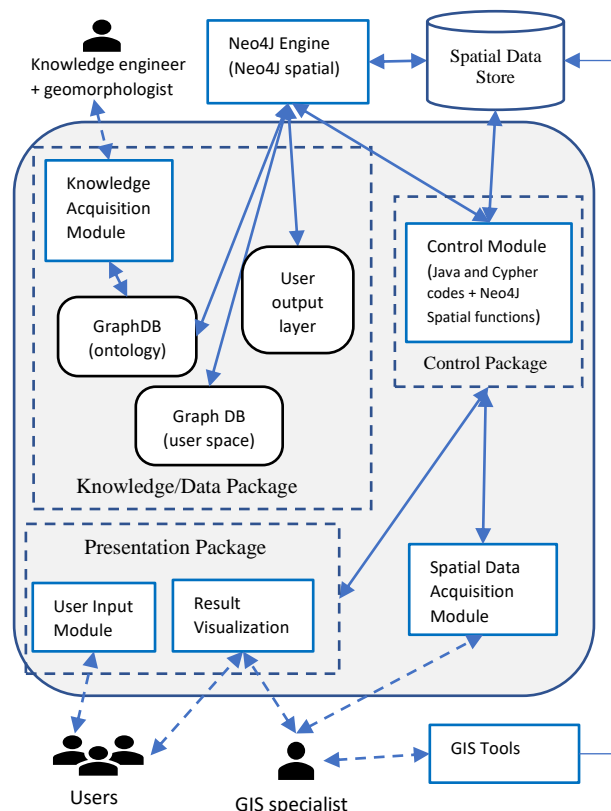 Knowledge engineer
+ geomorphologist
Neo4J Engine
(Neo4J spatial)
Spatial Data
Store
Knowledge
Acquisition
Module
GraphDB
(ontology)
User
output
layer
Graph DB
(user space)
Knowledge/Data Package
Control Module
(Java and Cypher
codes + Neo4J
Spatial functions)
Control Package
Presentation Package
User Input
Module
Result
Visualization
Spatial Data
Acquisition
Module
Users
GIS specialist
GIS Tools